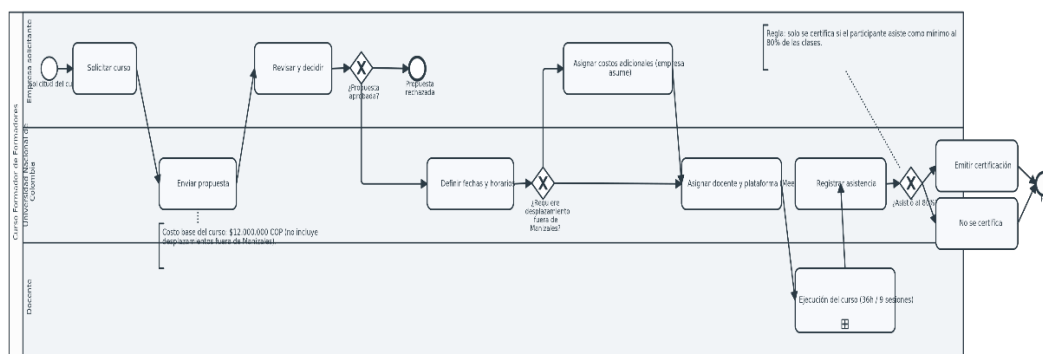 Curso Formador de Formadores
Empresa solicitante
Solicitud del cu
Solicitar curso
Revisar y decidir
¿Propuesta
aprobada?
Propuesta
rechazada
Asignar costos adicionales (empresa
asume)
Regla: solo se certifica si el participante asiste como mínimo al
80% de las clases.
Universidad Nacional de
Colombia
Enviar propuesta
Costo base del curso: $12.000.000 COP (no incluye
desplazamientos fuera de Manizales).
Definir fechas y horarios
¿Requiere
desplazamiento
fuera de
Manizales?
Asignar docente y plataforma (Mee
Registrar asistencia
¿Asistió al 80%
Emitir certificación
No se certifica
Docente
Ejecución del curso (36h / 9 sesiones)